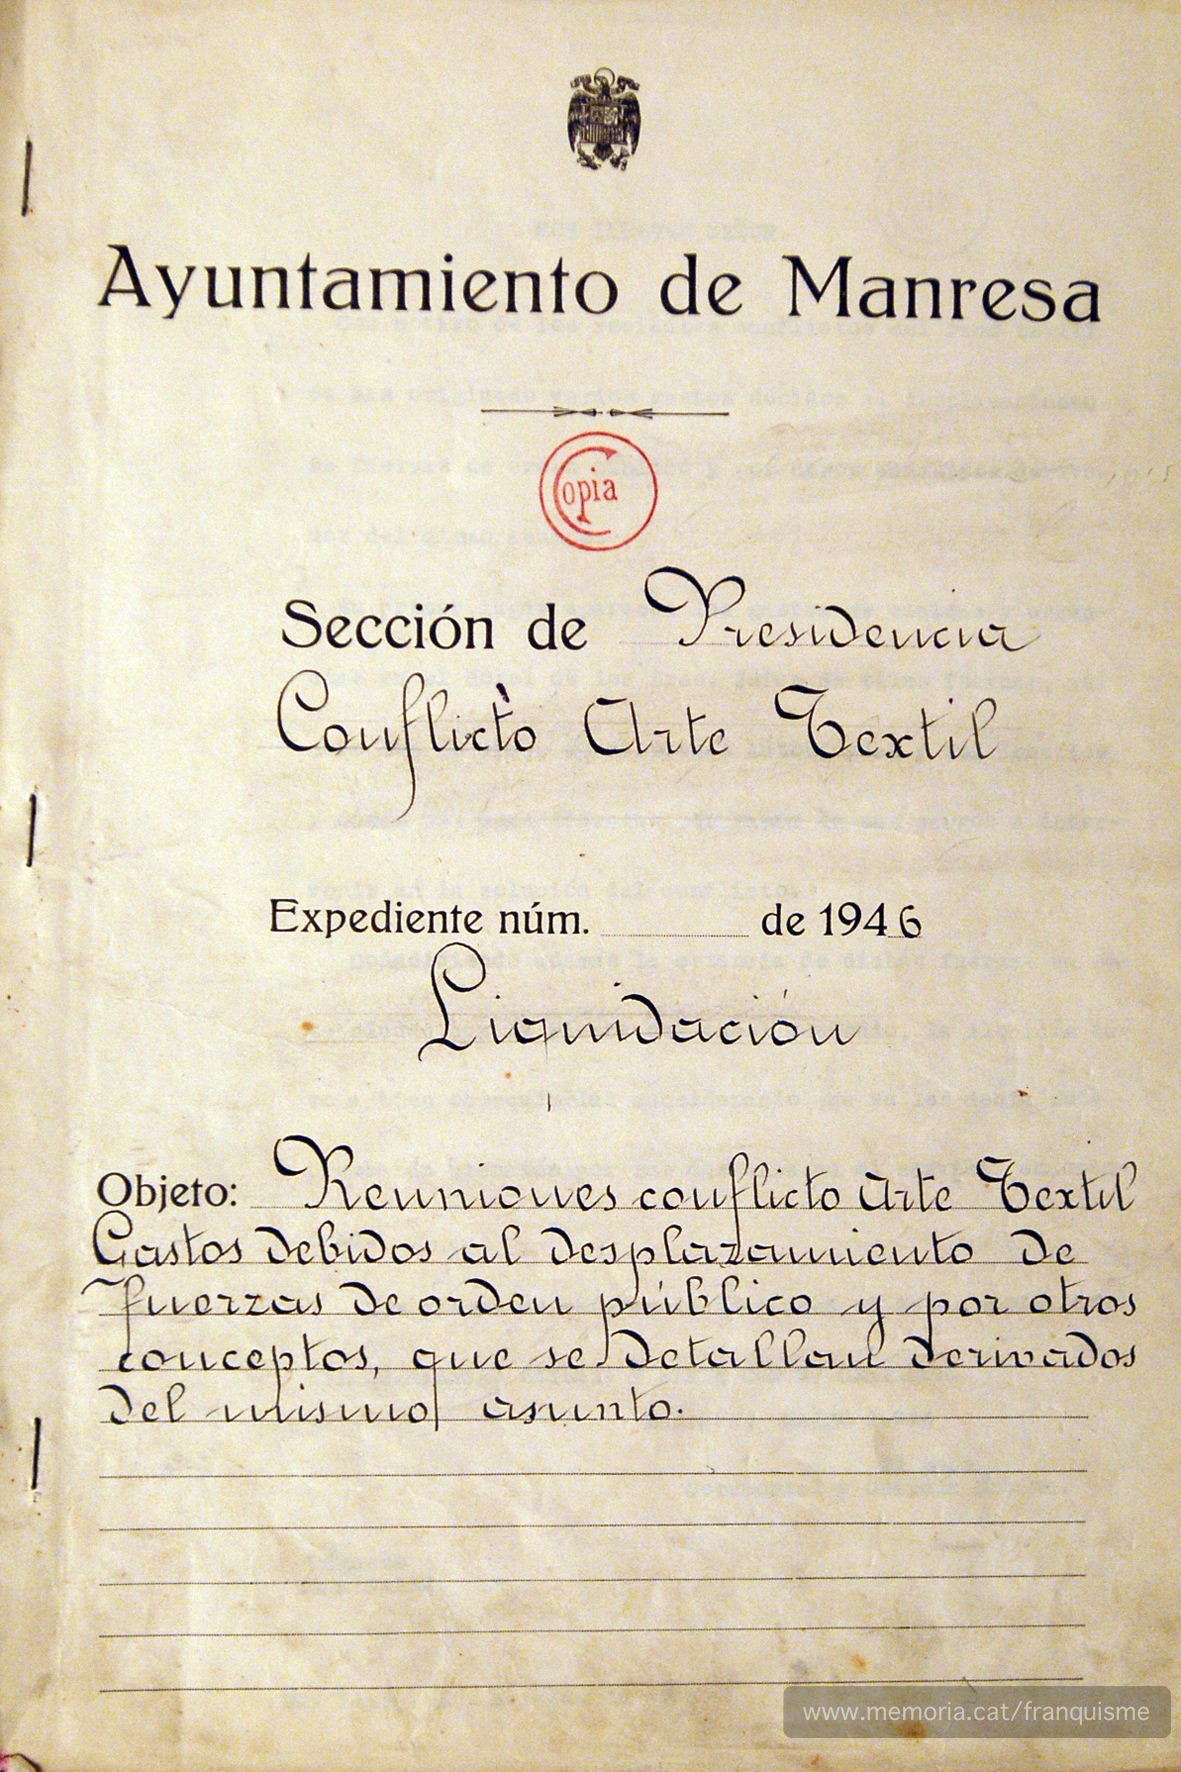 Ayuntamiento de Manresa
Copia
Sección de Presidencia
Conflicto Arte Textil
Expediente núm. de 1946
Liquidación
Objeto: Reuniones conflicto Arte Textil
Gastos debidos al desplazamiento de
fuerzas de orden público y por otros
conceptos, que se detallan derivados
del mismo asunto.
www.memoria.cat/franquisme